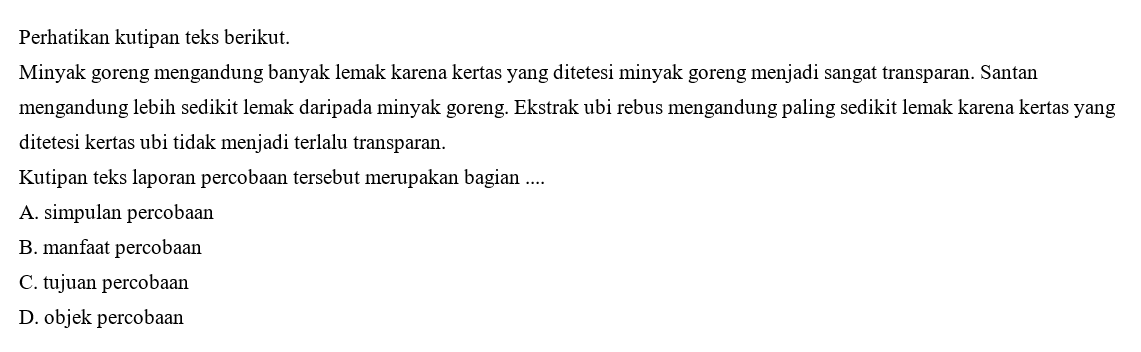 Perhatikan kutipan teks berikut.
Minyak goreng mengandung banyak lemak karena kertas yang ditetesi minyak goreng menjadi sangat transparan. Santan
mengandung lebih sedikit lemak daripada minyak goreng. Ekstrak ubi rebus mengandung paling sedikit lemak karena kertas yang
ditetesi kertas ubi tidak menjadi terlalu transparan.
Kutipan teks laporan percobaan tersebut merupakan bagian ....
A. simpulan percobaan
B. manfaat percobaan
C. tujuan percobaan
D. objek percobaan